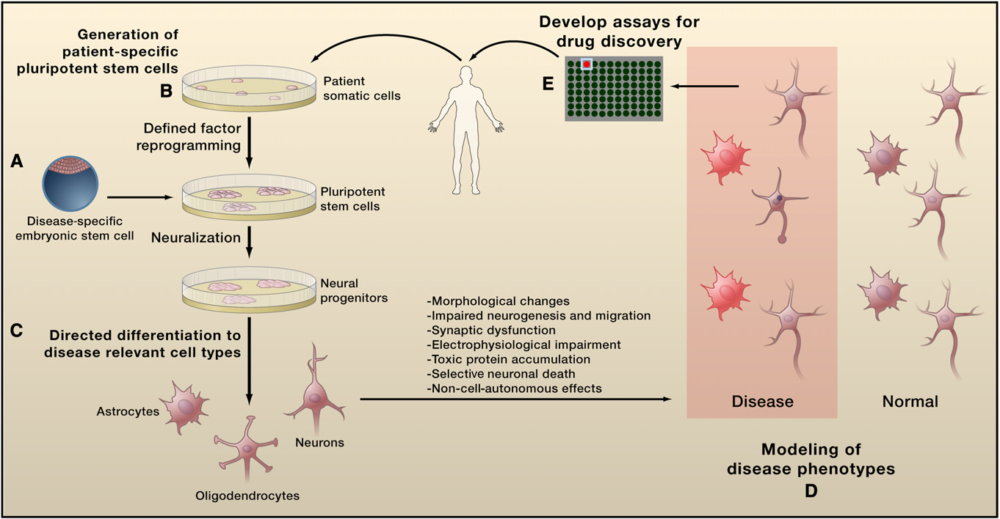 Generation of
patient-specific
pluripotent stem cells
B
Patient
somatic cells
Defined factor
reprogramming
A
Disease-specific
embryonic stem cell
Pluripotent
stem cells
Neuralization
Neural
progenitors
C
Directed differentiation to
disease relevant cell types
Astrocytes
Oligodendrocytes
Neurons
-Morphological changes
-Impaired neurogenesis and migration
-Synaptic dysfunction
-Electrophysiological impairment
-Toxic protein accumulation
-Selective neuronal death
-Non-cell-autonomous effects
Develop assays for
drug discovery
E
Disease
Normal
Modeling of
disease phenotypes
D